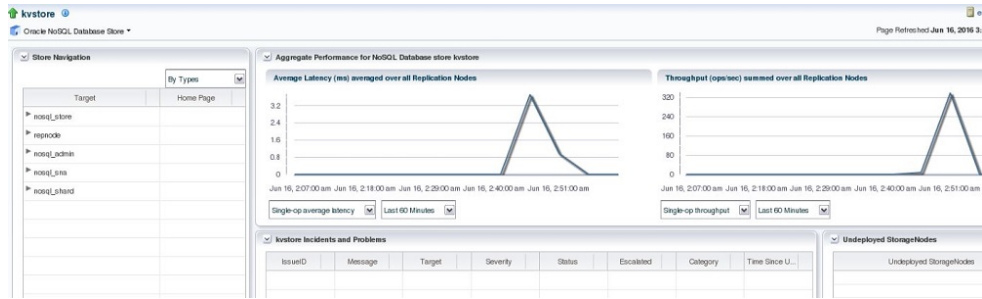 kvstore
Oracle NoSQL Database Store
Page Refreshed Jun 16, 2016 3:
Store Navigation
By Types
Target Home Page
nosql_store
repnode
nosql_admin
nosql_sna
nosql_shard
Aggregate Performance for NoSQL Database store kvstore
Average Latency (ms) averaged over all Replication Nodes
3.2
2.4
1.6
0.8
0
Jun 16, 2:07:00 am Jun 16, 2:18:00 am Jun 16, 2:29:00 am Jun 16, 2:40:00 am Jun 16, 2:51:00 am
Single-op average latency Last 60 Minutes
Throughput (ops/sec) summed over all Replication Nodes
320
240
160
80
0
Jun 16, 2:07:00 am Jun 16, 2:18:00 am Jun 16, 2:29:00 am Jun 16, 2:40:00 am Jun 16, 2:51:00 am
Single-op throughput Last 60 Minutes
kvstore Incidents and Problems
IssueID Message Target Severity Status Escalated Category Time Since U...
Undeployed StorageNodes
Undeployed StorageNodes